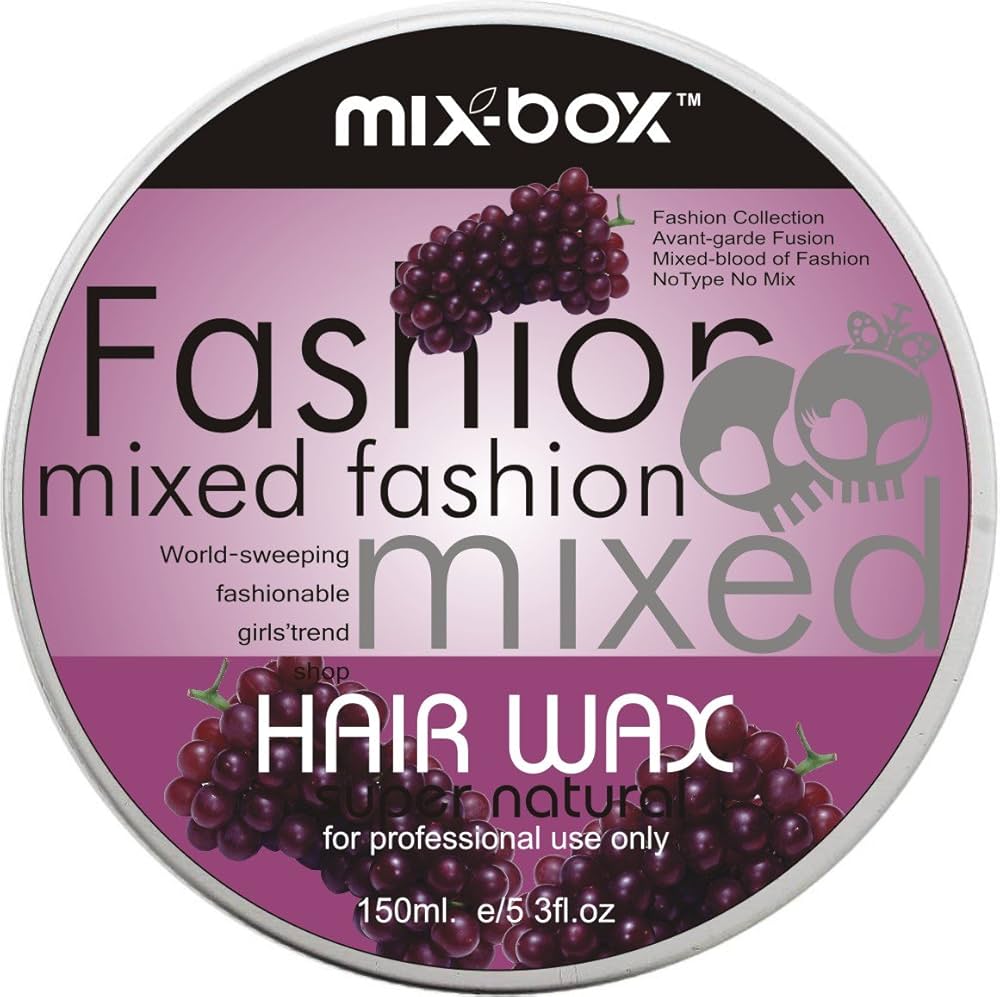 mix-box™
Fashion Collection
Avant-garde Fusion
Mixed-blood of Fashion
NoType No Mix
Fashion
mixed fashion
mixed
World-sweeping
fashionable
girls'trend
shop
HAIR WAX
super natural
for professional use only
150ml. e/5 3fl.oz